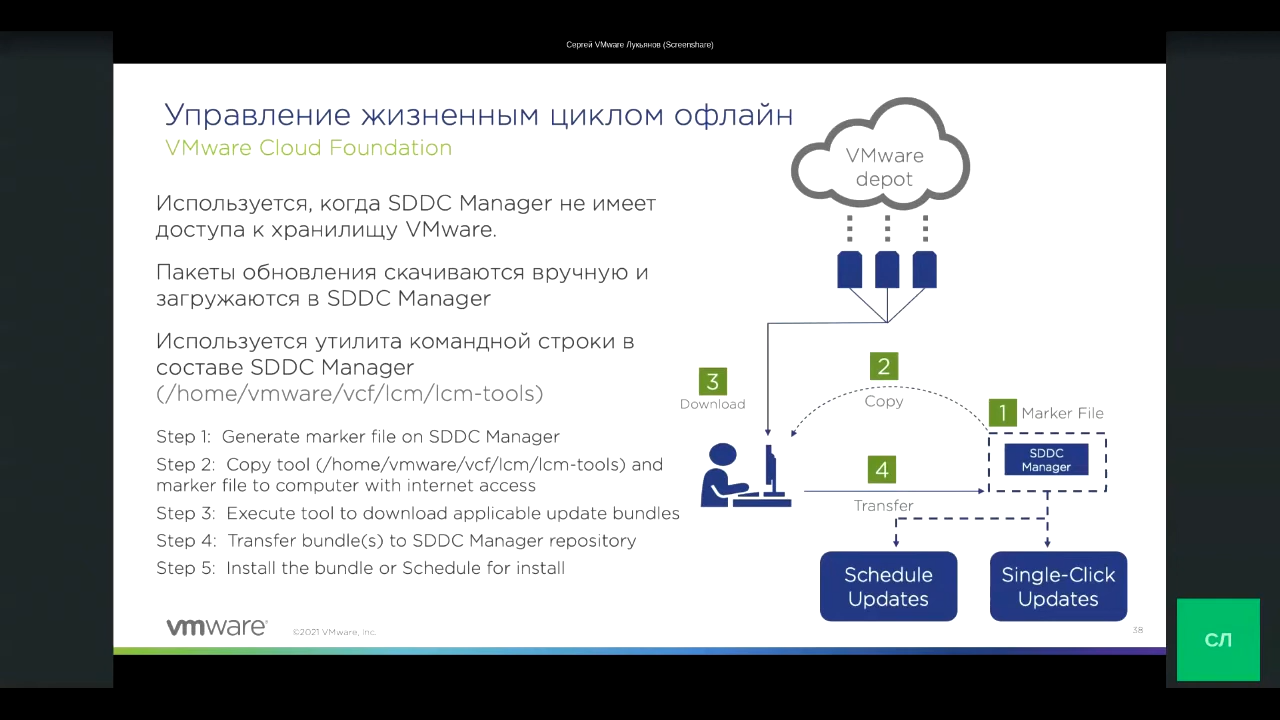 Сергей VMware Лукьянов (Screenshare)
Управление жизненным циклом офлайн
VMware Cloud Foundation
Используется, когда SDDC Manager не имеет
доступа к хранилищу VMware.
Пакеты обновления скачиваются вручную и
загружаются в SDDC Manager
Используется утилита командной строки в
составе SDDC Manager
(/home/vmware/vcf/lcm/lcm-tools)
Step 1: Generate marker file on SDDC Manager
Step 2: Copy tool (/home/vmware/vcf/lcm/lcm-tools) and
marker file to computer with internet access
Step 3: Execute tool to download applicable update bundles
Step 4: Transfer bundle(s) to SDDC Manager repository
Step 5: Install the bundle or Schedule for install
VMware
depot
3
Download
2
Copy
1 Marker File
SDDC
Manager
4
Transfer
Schedule
Updates
Single-Click
Updates
vmware®
©2021 VMware, Inc.
38
СЛ